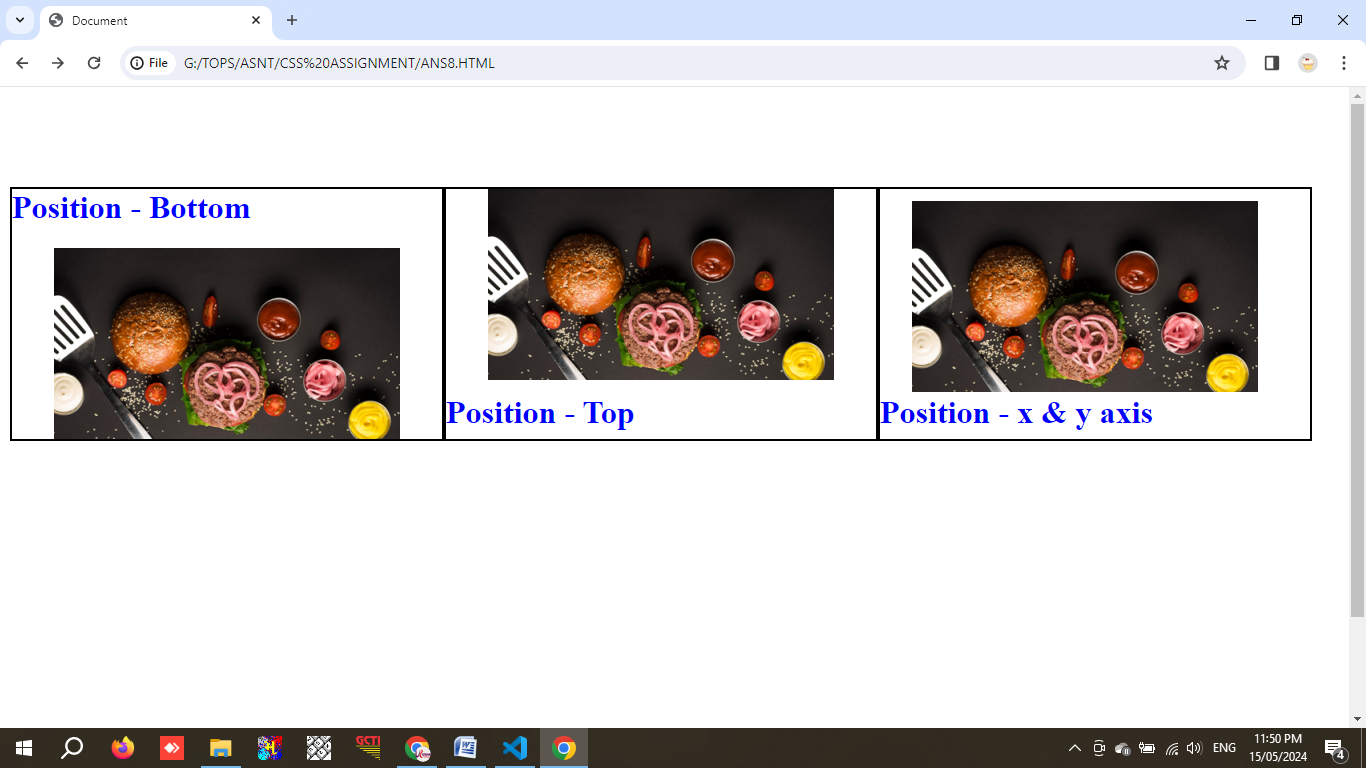 Document
File
G:/TOPS/ASNT/CSS%20ASSIGNMENT/ANS8.HTML
Position - Bottom
Position - Top
Position - x & y axis
GCTI
W
ENG
11:50 PM
15/05/2024
4